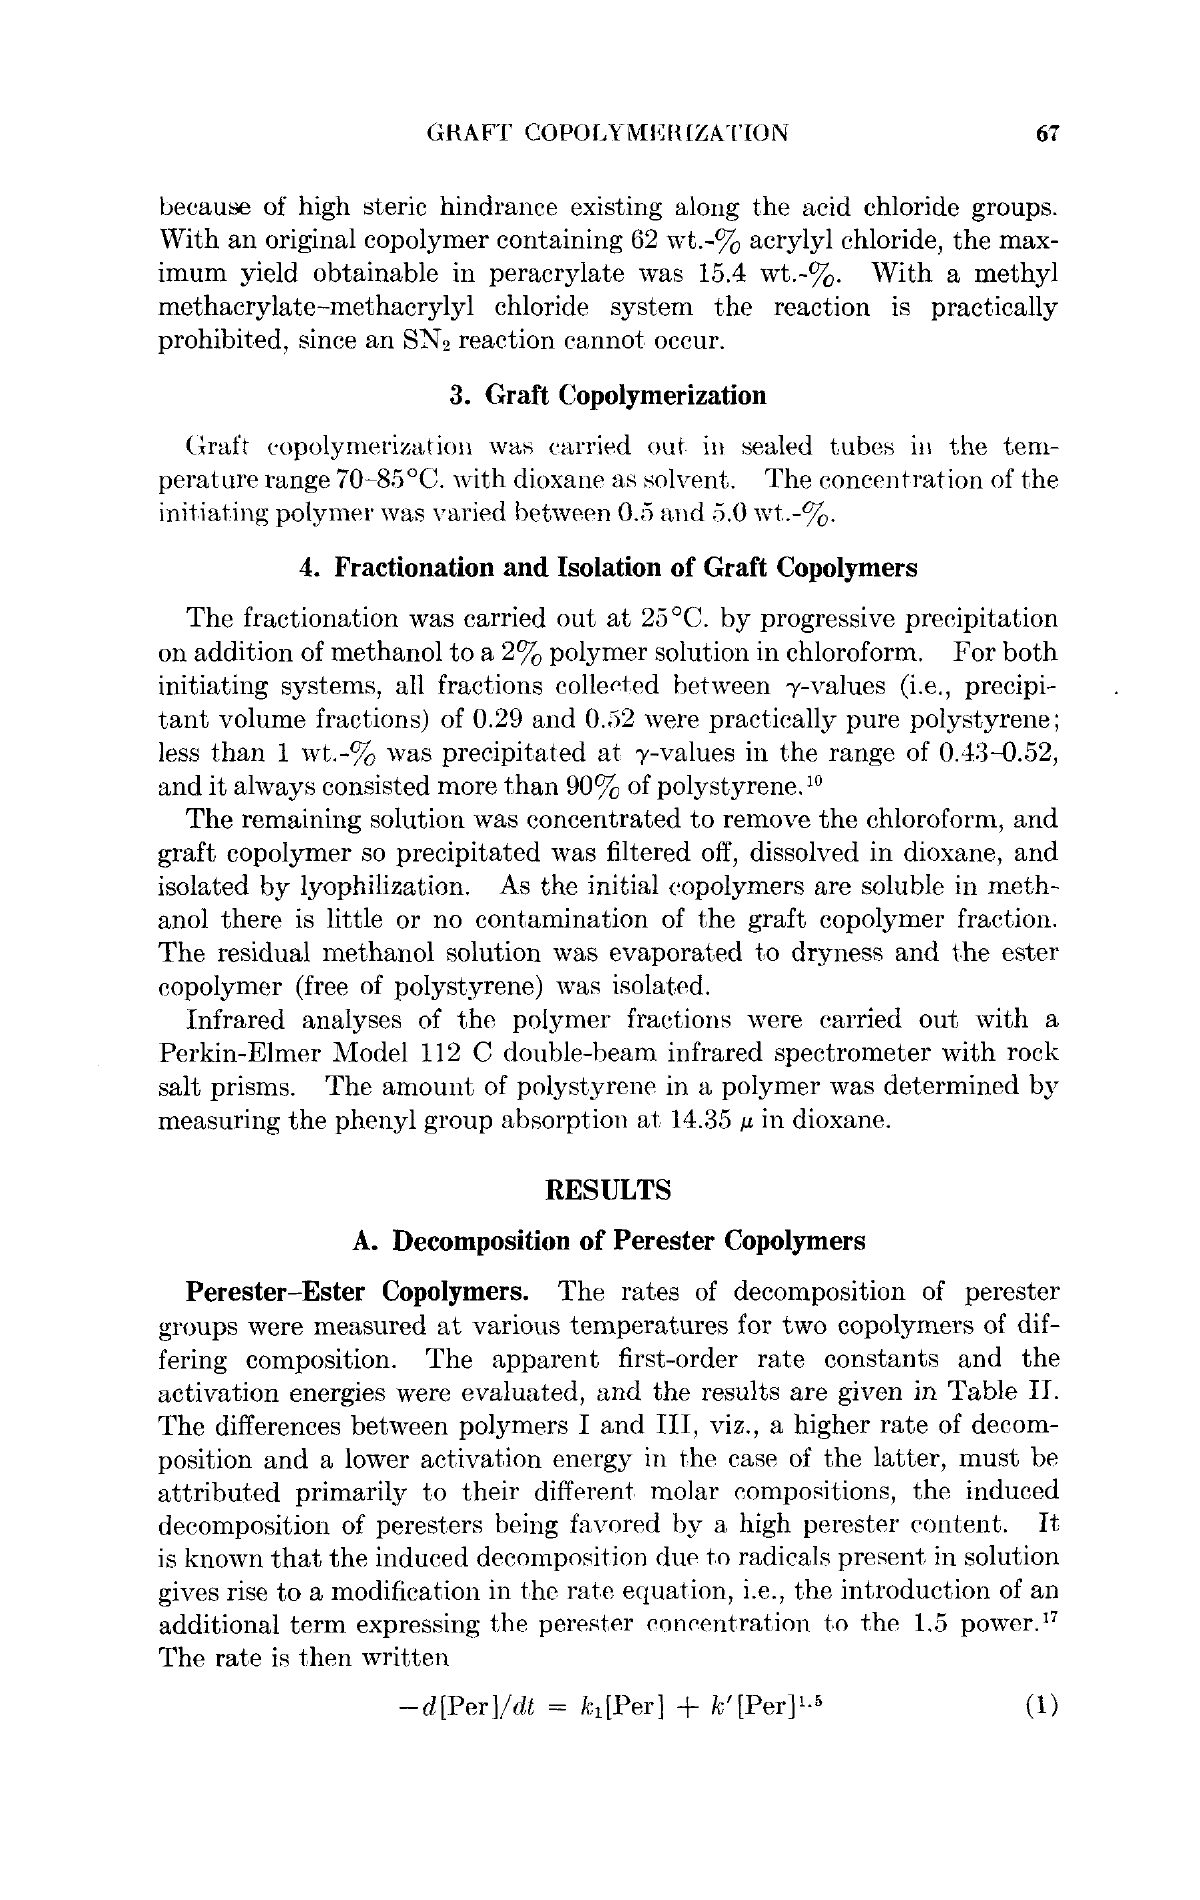 GRAFT COPOLYMERIZATION 67
because of high steric hindrance existing along the acid chloride groups.
With an original copolymer containing 62 wt.-% acrylyl chloride, the max-
imum yield obtainable in peracrylate was 15.4 wt.-%. With a methyl
methacrylate–methacrylyl chloride system the reaction is practically
prohibited, since an SN₂ reaction cannot occur.
3. Graft Copolymerization
Graft copolymerization was carried out in sealed tubes in the tem-
perature range 70–85°C. with dioxane as solvent. The concentration of the
initiating polymer was varied between 0.5 and 5.0 wt.-%.
4. Fractionation and Isolation of Graft Copolymers
The fractionation was carried out at 25°C. by progressive precipitation
on addition of methanol to a 2% polymer solution in chloroform. For both
initiating systems, all fractions collected between γ-values (i.e., precipi-
tant volume fractions) of 0.29 and 0.52 were practically pure polystyrene;
less than 1 wt.-% was precipitated at γ-values in the range of 0.43–0.52,
and it always consisted more than 90% of polystyrene.¹⁰
The remaining solution was concentrated to remove the chloroform, and
graft copolymer so precipitated was filtered off, dissolved in dioxane, and
isolated by lyophilization. As the initial copolymers are soluble in meth-
anol there is little or no contamination of the graft copolymer fraction.
The residual methanol solution was evaporated to dryness and the ester
copolymer (free of polystyrene) was isolated.
Infrared analyses of the polymer fractions were carried out with a
Perkin-Elmer Model 112 C double-beam infrared spectrometer with rock
salt prisms. The amount of polystyrene in a polymer was determined by
measuring the phenyl group absorption at 14.35 μ in dioxane.
RESULTS
A. Decomposition of Perester Copolymers
Perester–Ester Copolymers. The rates of decomposition of perester
groups were measured at various temperatures for two copolymers of dif-
fering composition. The apparent first-order rate constants and the
activation energies were evaluated, and the results are given in Table II.
The differences between polymers I and III, viz., a higher rate of decom-
position and a lower activation energy in the case of the latter, must be
attributed primarily to their different molar compositions, the induced
decomposition of peresters being favored by a high perester content. It
is known that the induced decomposition due to radicals present in solution
gives rise to a modification in the rate equation, i.e., the introduction of an
additional term expressing the perester concentration to the 1.5 power.¹⁷
The rate is then written
−d[Per]/dt = k₁[Per] + k′[Per]¹·⁵ (1)